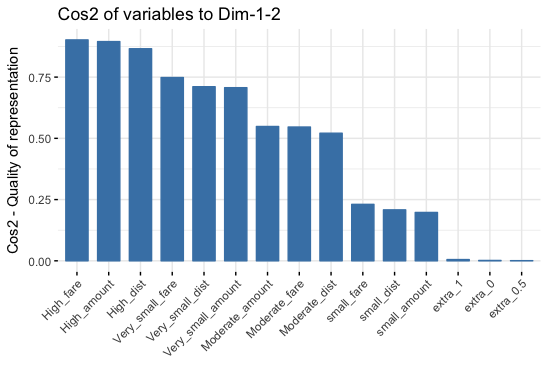 Cos2 of variables to Dim-1-2
Cos2 - Quality of representation
0.75
0.50
0.25
0.00
High_fare
High_amount
High_dist
Very_small_fare
Very_small_dist
Very_small_amount
Moderate_amount
Moderate_fare
Moderate_dist
small_fare
small_dist
small_amount
extra_1
extra_0
extra_0.5